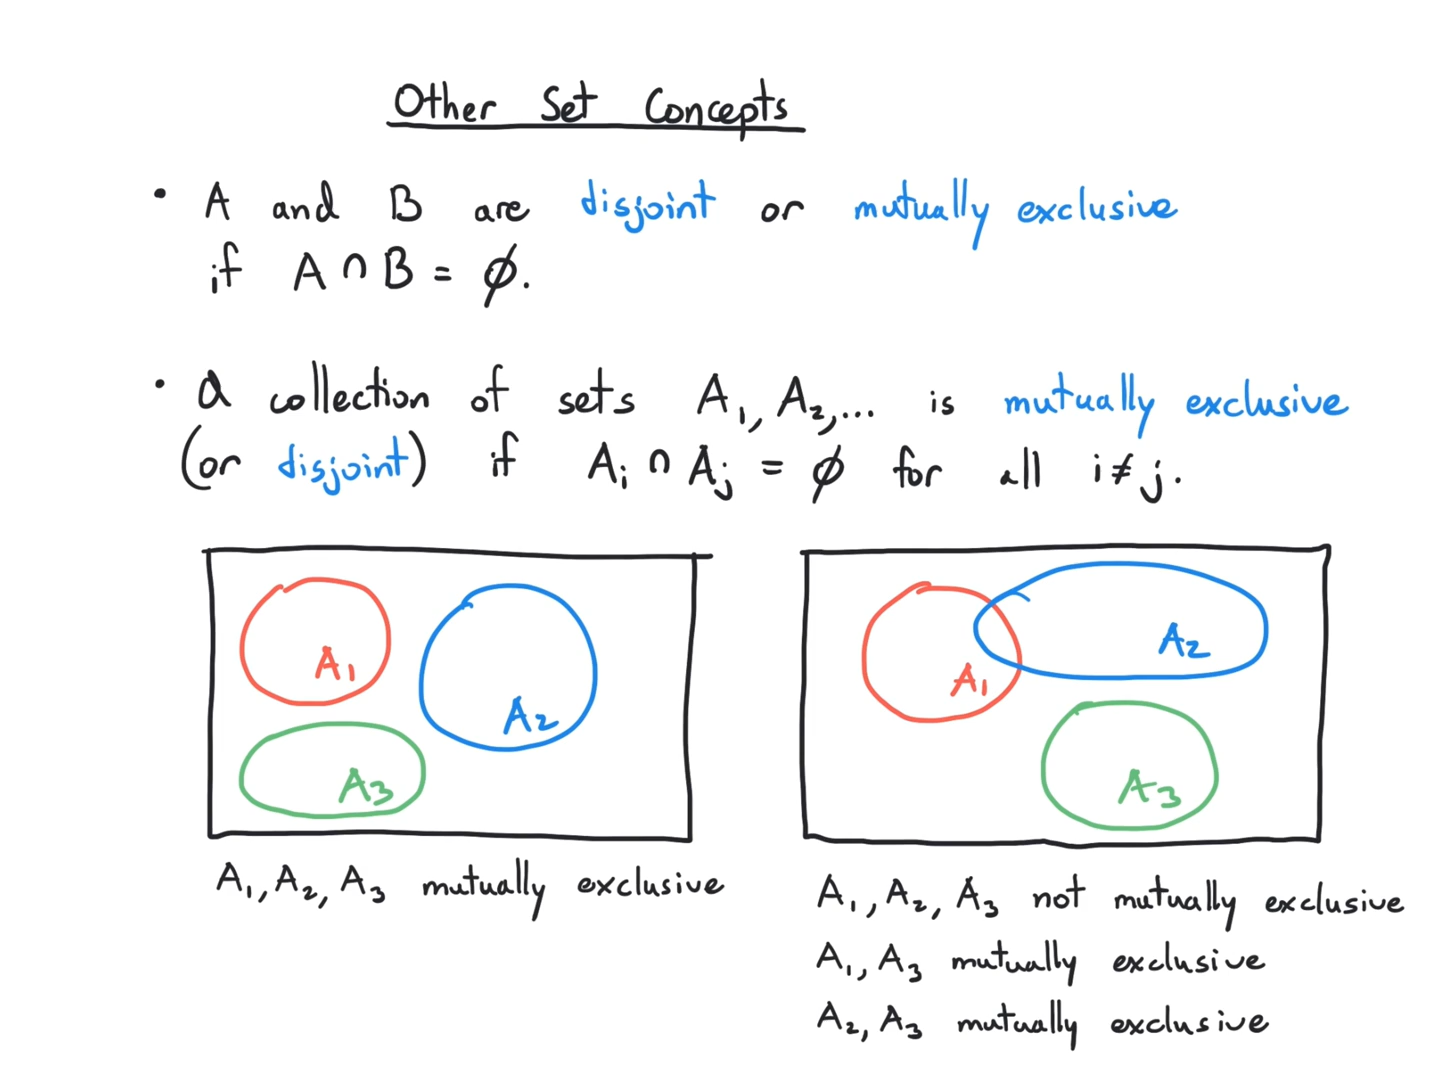 Other Set Concepts
• A and B are disjoint or mutually exclusive
if A ∩ B = ∅.
• A collection of sets A₁, A₂,... is mutually exclusive
(or disjoint) if Aᵢ ∩ Aⱼ = ∅ for all i ≠ j.
A₁
A₂
A₃
A₁, A₂, A₃ mutually exclusive
A₁
A₂
A₃
A₁, A₂, A₃ not mutually exclusive
A₁, A₃ mutually exclusive
A₂, A₃ mutually exclusive